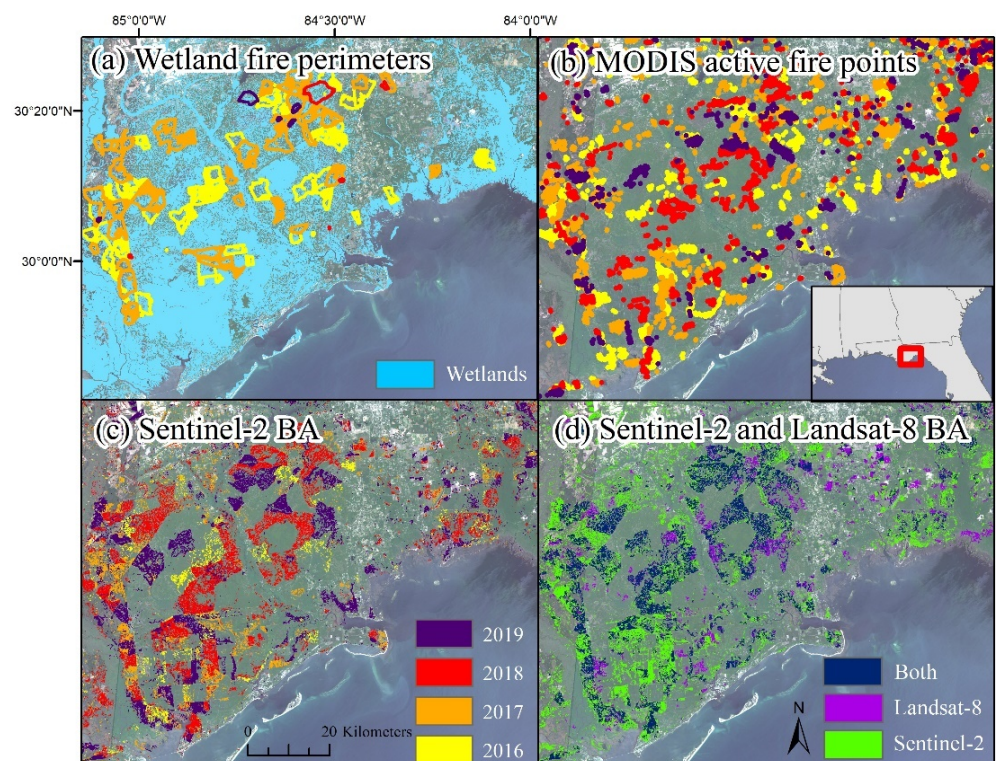 85°0'0"W 84°30'0"W 84°0'0"W
(a) Wetland fire perimeters
30°20'0"N
30°0'0"N
Wetlands
(b) MODIS active fire points
(c) Sentinel-2 BA
2019
2018
2017
2016
0 20 Kilometers
(d) Sentinel-2 and Landsat-8 BA
Both
Landsat-8
Sentinel-2
N